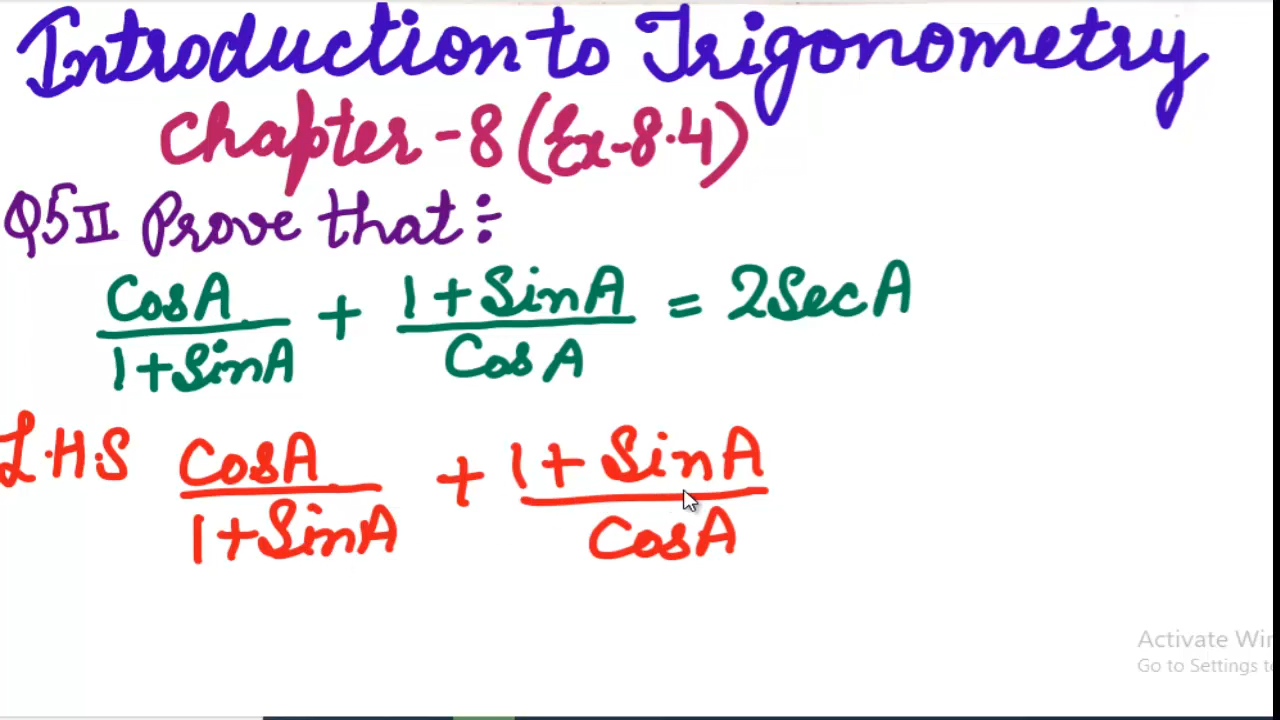 Introduction to Trigonometry
Chapter - 8 (Ex-8.4)
Q5 II Prove that ÷
CosA/1+SinA + 1+SinA/CosA = 2SecA
L.H.S CosA/1+SinA + 1+SinA/CosA
Activate Win
Go to Settings t